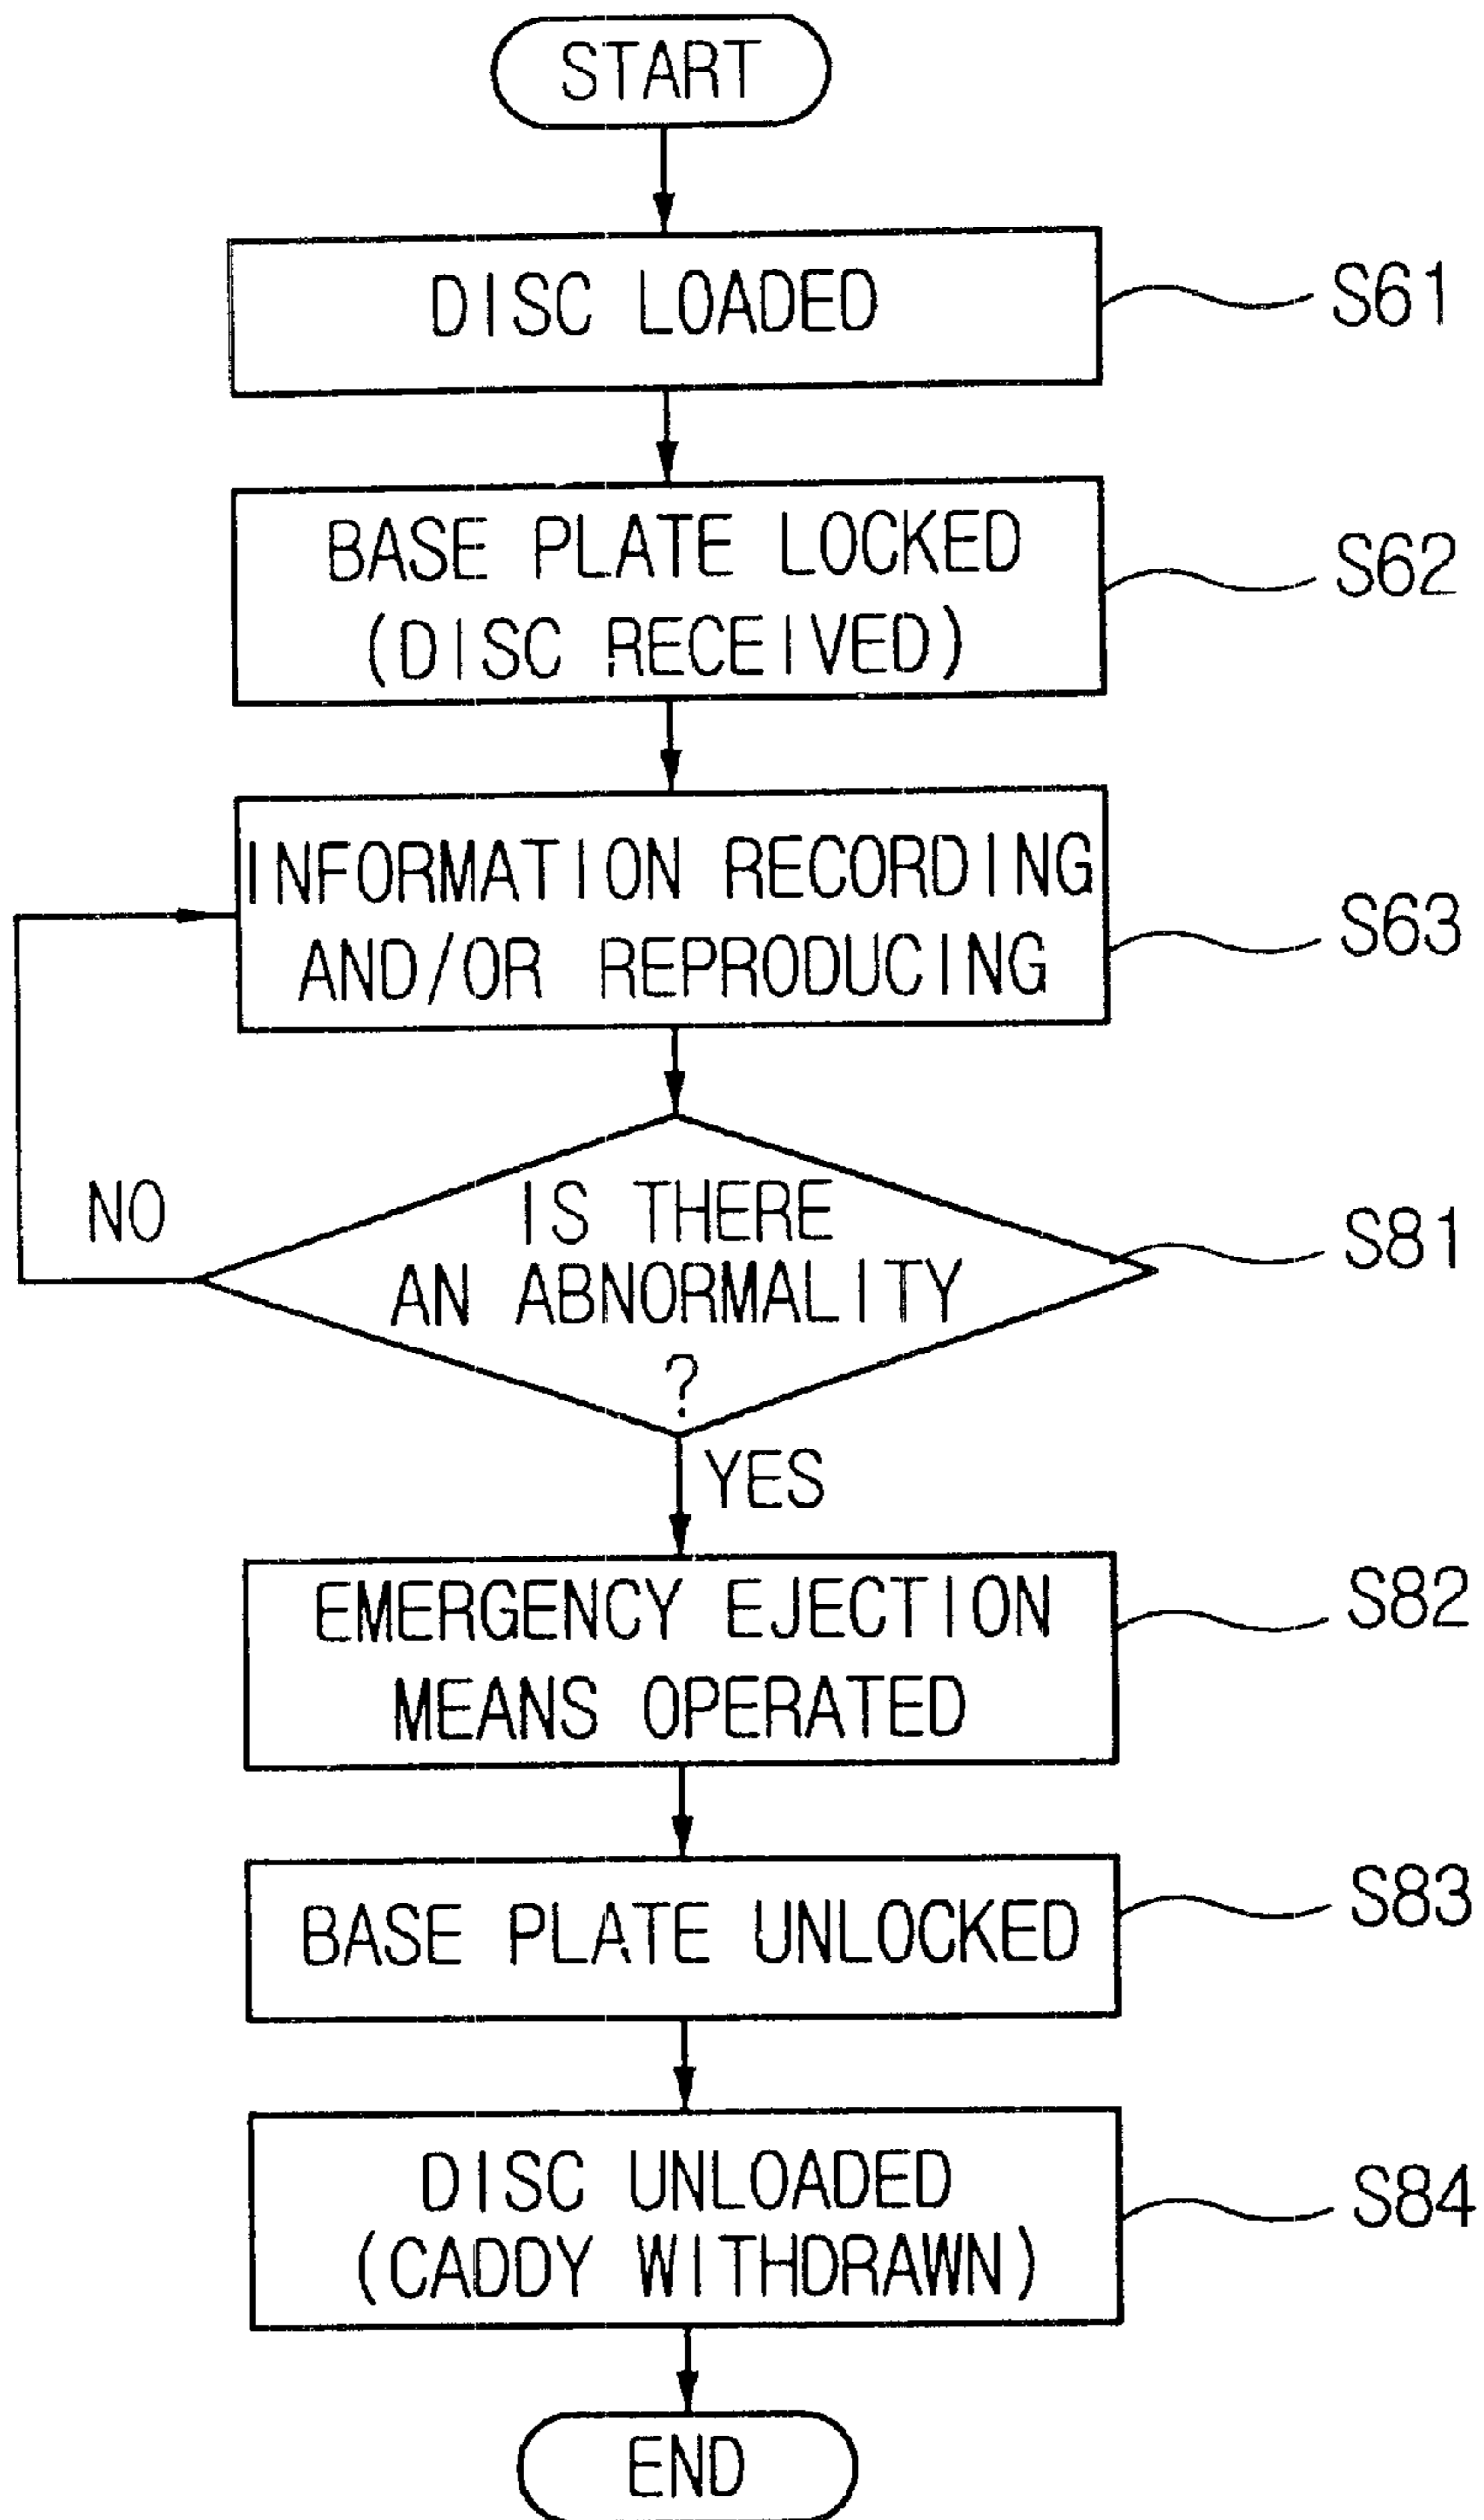 START
DISC LOADED
S61
BASE PLATE LOCKED
(DISC RECEIVED)
S62
INFORMATION RECORDING
AND/OR REPRODUCING
S63
IS THERE
AN ABNORMALITY
?
S81
NO
YES
EMERGENCY EJECTION
MEANS OPERATED
S82
BASE PLATE UNLOCKED
S83
DISC UNLOADED
(CADDY WITHDRAWN)
S84
END